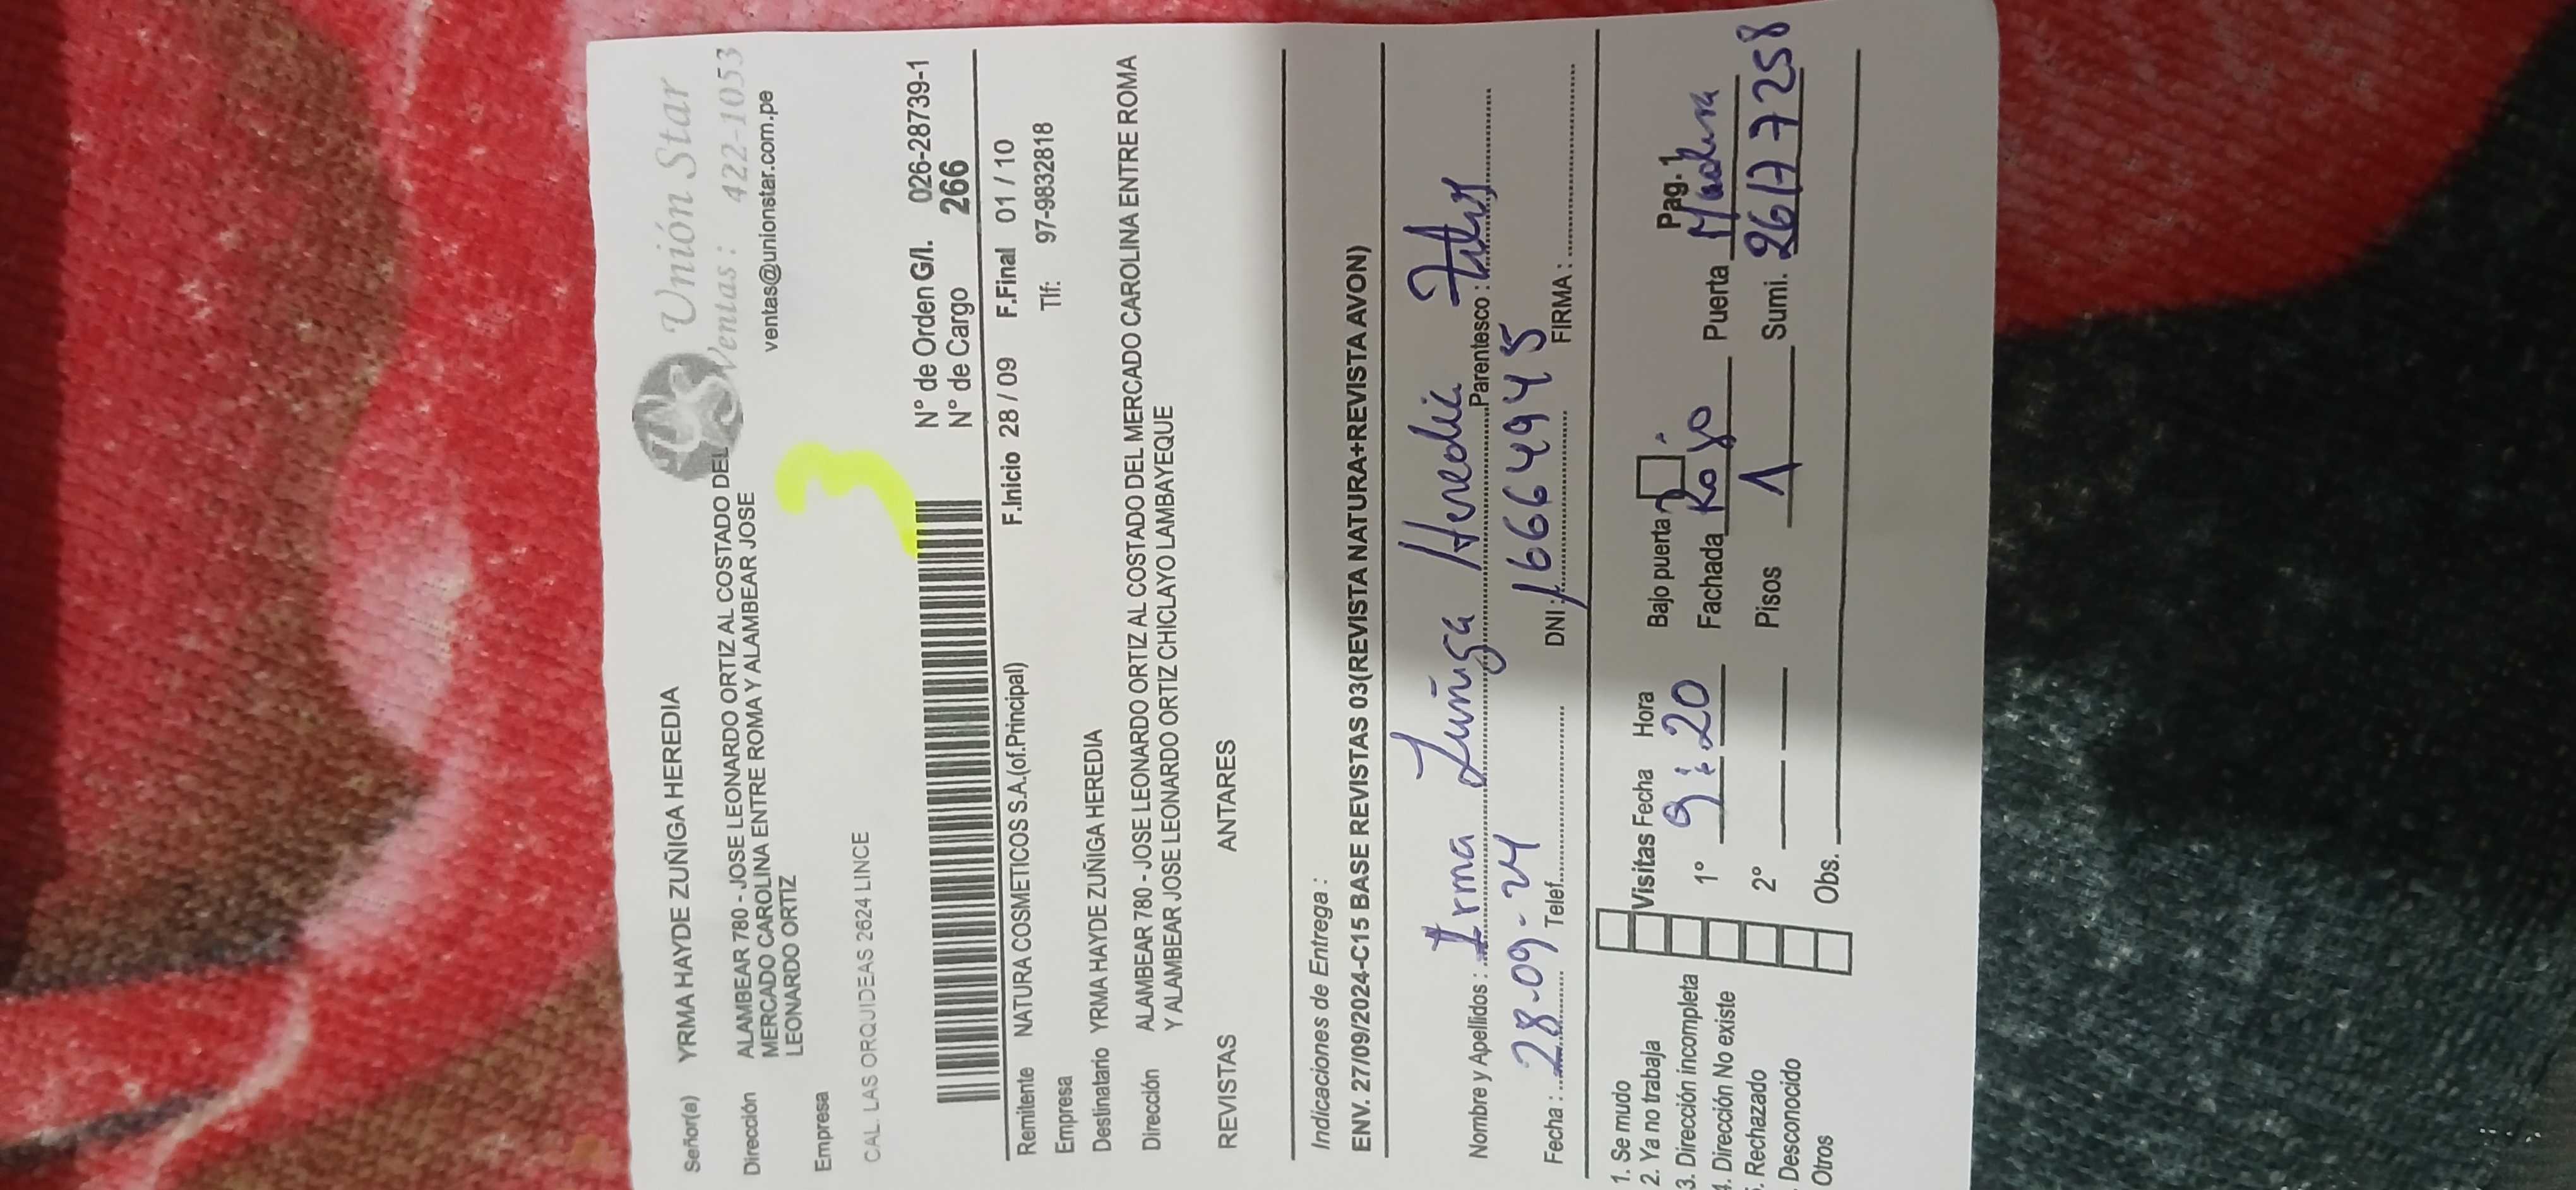 Unión Star
Ventas: 422-1053
ventas@unionstar.com.pe
Señor(a) YRMA HAYDE ZUÑIGA HEREDIA
Dirección ALAMBEAR 780 - JOSE LEONARDO ORTIZ AL COSTADO DEL
MERCADO CAROLINA ENTRE ROMA Y ALAMBEAR JOSE
LEONARDO ORTIZ
3
Empresa
CAL. LAS ORQUIDEAS 2624 LINCE
N° de Orden G/I. 026-28739-1
N° de Cargo 266
F.Inicio 28 / 09 F.Final 01 / 10
Remitente NATURA COSMETICOS S.A.(of.Principal)
Tlf: 97-9832818
Empresa
Destinatario YRMA HAYDE ZUÑIGA HEREDIA
Dirección ALAMBEAR 780 - JOSE LEONARDO ORTIZ AL COSTADO DEL MERCADO CAROLINA ENTRE ROMA
Y ALAMBEAR JOSE LEONARDO ORTIZ CHICLAYO LAMBAYEQUE
REVISTAS ANTARES
Indicaciones de Entrega :
ENV. 27/09/2024-C15 BASE REVISTAS 03(REVISTA NATURA+REVISTA AVON)
Nombre y Apellidos : Irma Zuñiga Heredia Parentesco :
Fecha : 28-09-24 Telef. DNI : 16664945 FIRMA :
1. Se mudo
2. Ya no trabaja
3. Dirección incompleta
4. Dirección No existe
5. Rechazado
Desconocido
Otros
Visitas Fecha Hora Bajo puerta Pag. 1
1° 9:20 Fachada Rojo Puerta Madera
2° Pisos 1 Sumi. 26177258
Obs.